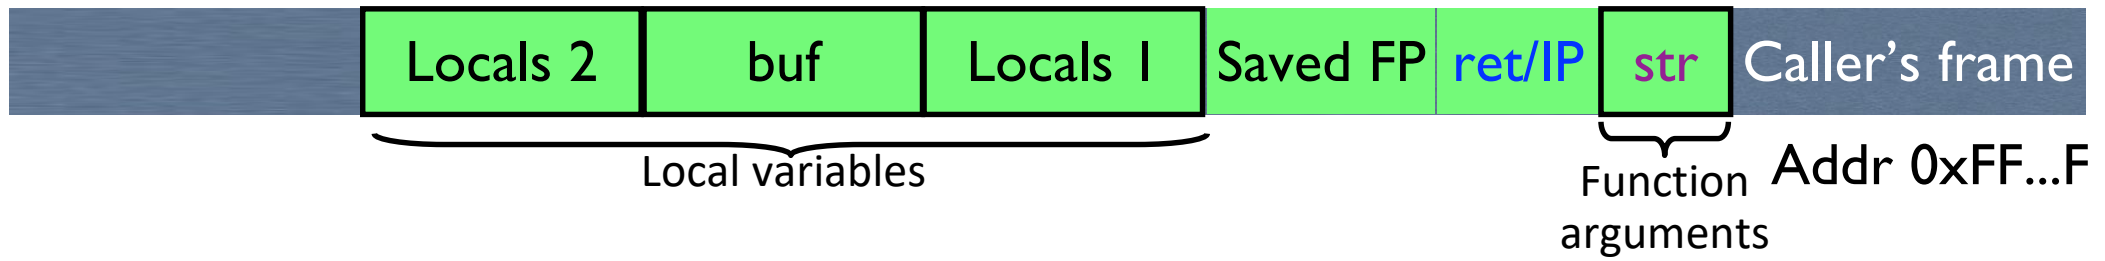 Locals 2 buf Locals 1 Saved FP ret/IP str Caller's frame
Local variables
Function
arguments
Addr 0xFF...F